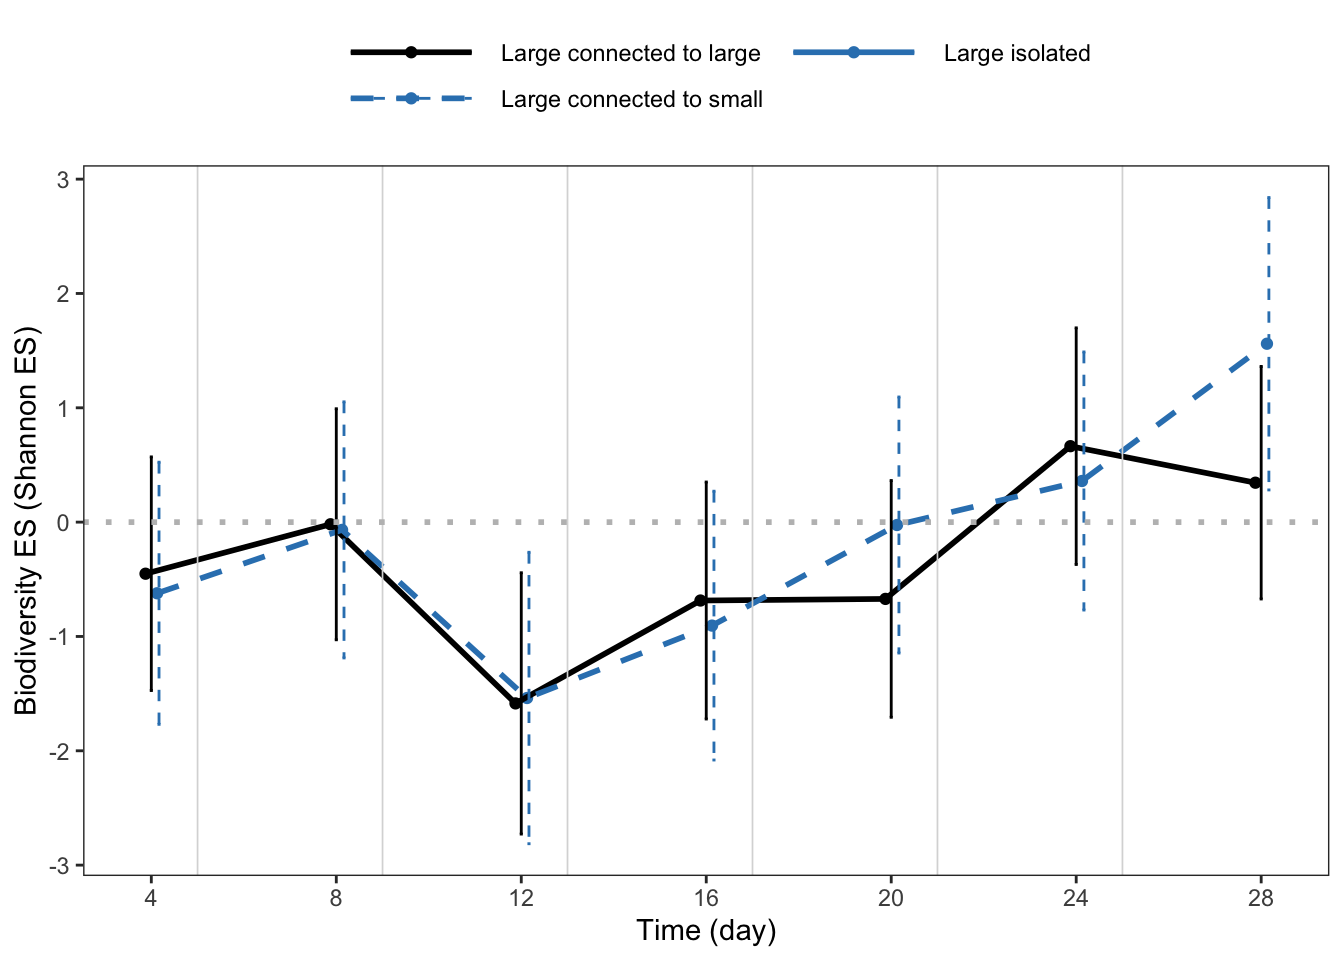 Large connected to large
Large isolated
Large connected to small
Biodiversity ES (Shannon ES)
3
2
1
0
-1
-2
-3
4 8 12 16 20 24 28
Time (day)